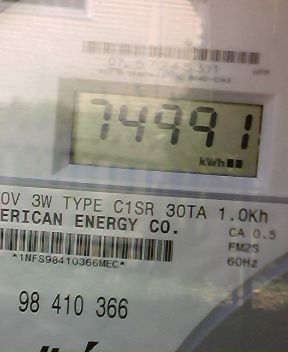 74991
kWh
0V 3W TYPE C1SR 30TA 1.0Kh
ERICAN ENERGY CO.
CA 0.5
FM2S
*1NFS98410366MEC*
60Hz
98 410 366